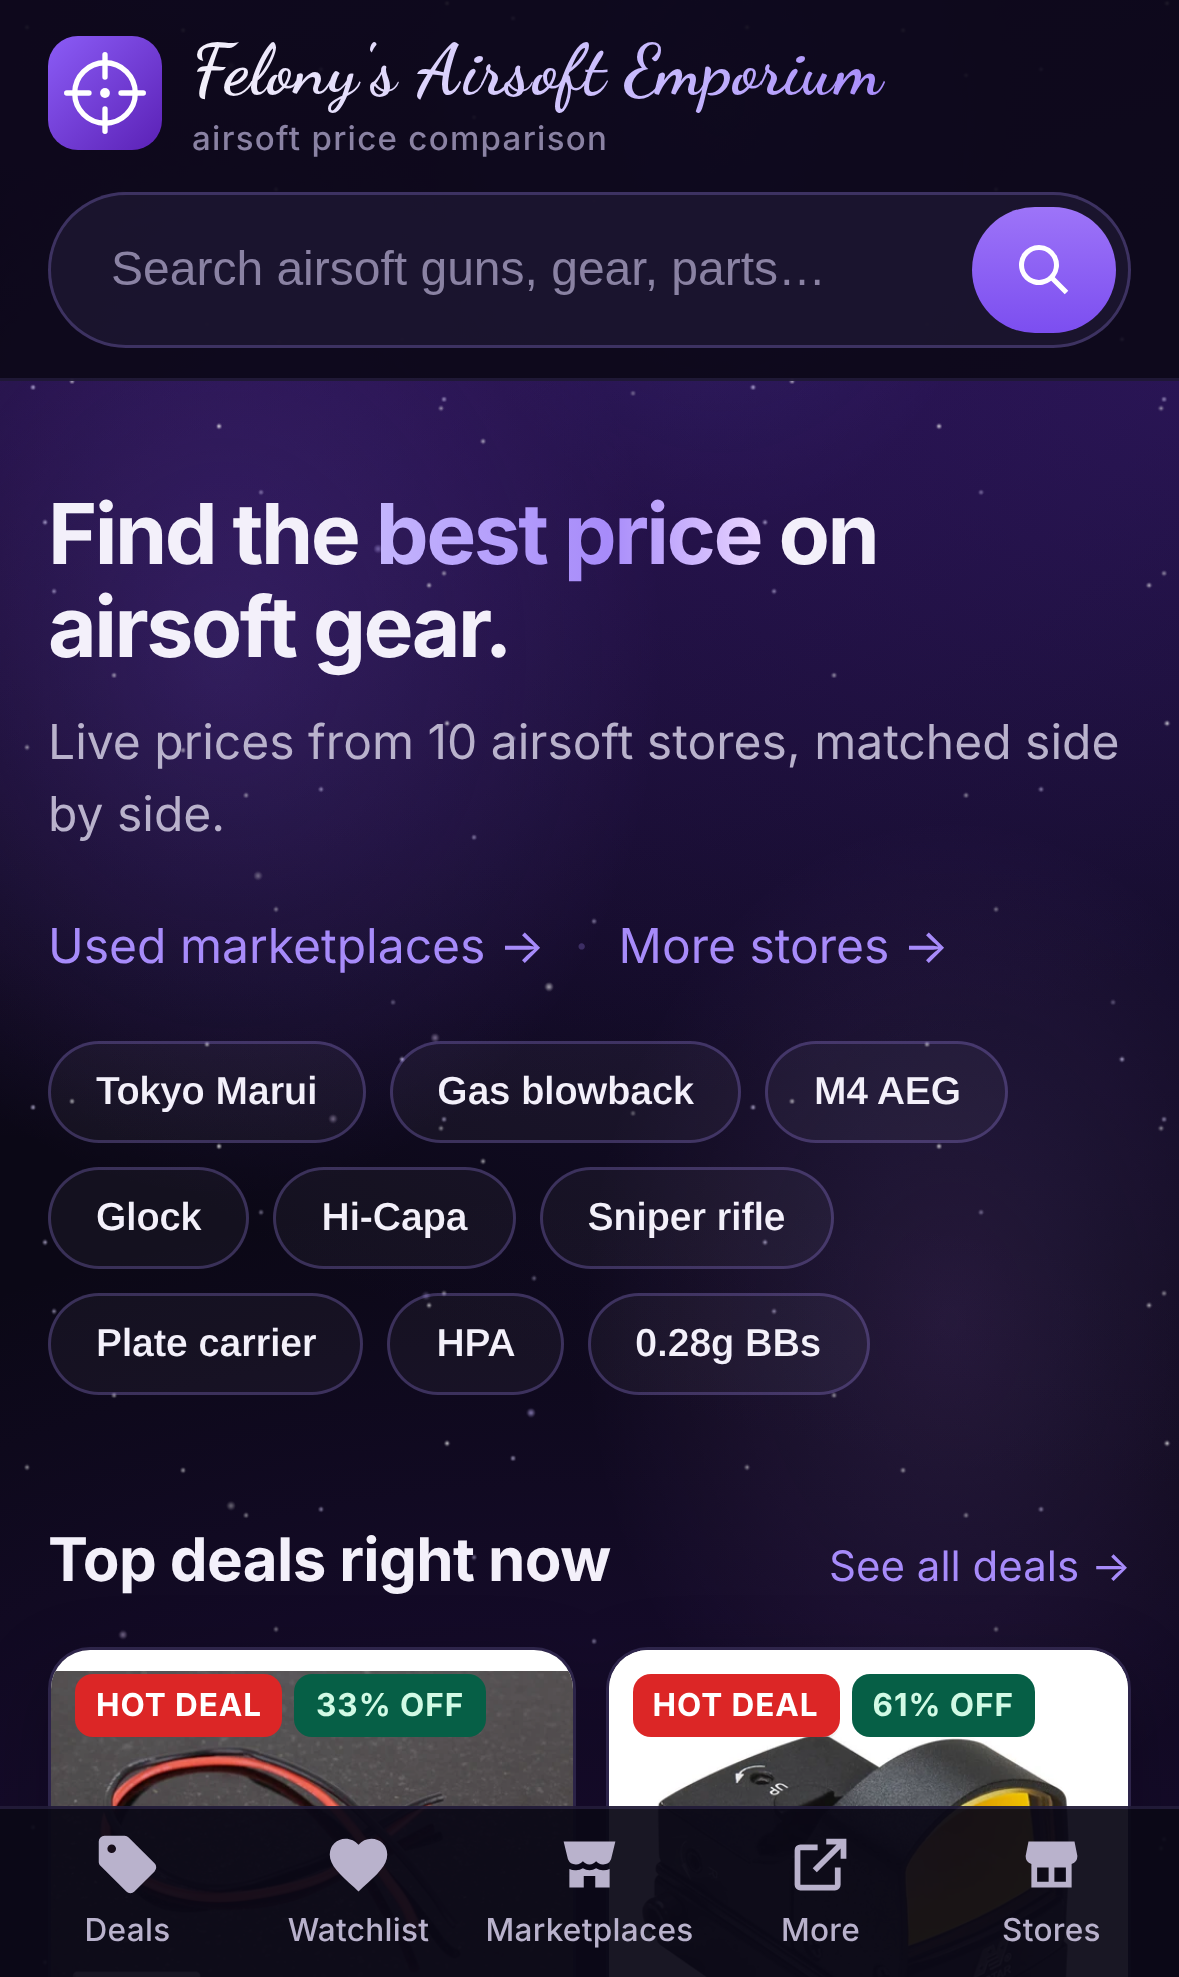 Felony's Airsoft Emporium
airsoft price comparison
Search airsoft guns, gear, parts...
Find the best price on
airsoft gear.
Live prices from 10 airsoft stores, matched side
by side.
Used marketplaces → · More stores →
Tokyo Marui Gas blowback M4 AEG
Glock Hi-Capa Sniper rifle
Plate carrier HPA 0.28g BBs
Top deals right now See all deals →
HOT DEAL 33% OFF HOT DEAL 61% OFF
UP
Deals Watchlist Marketplaces More Stores